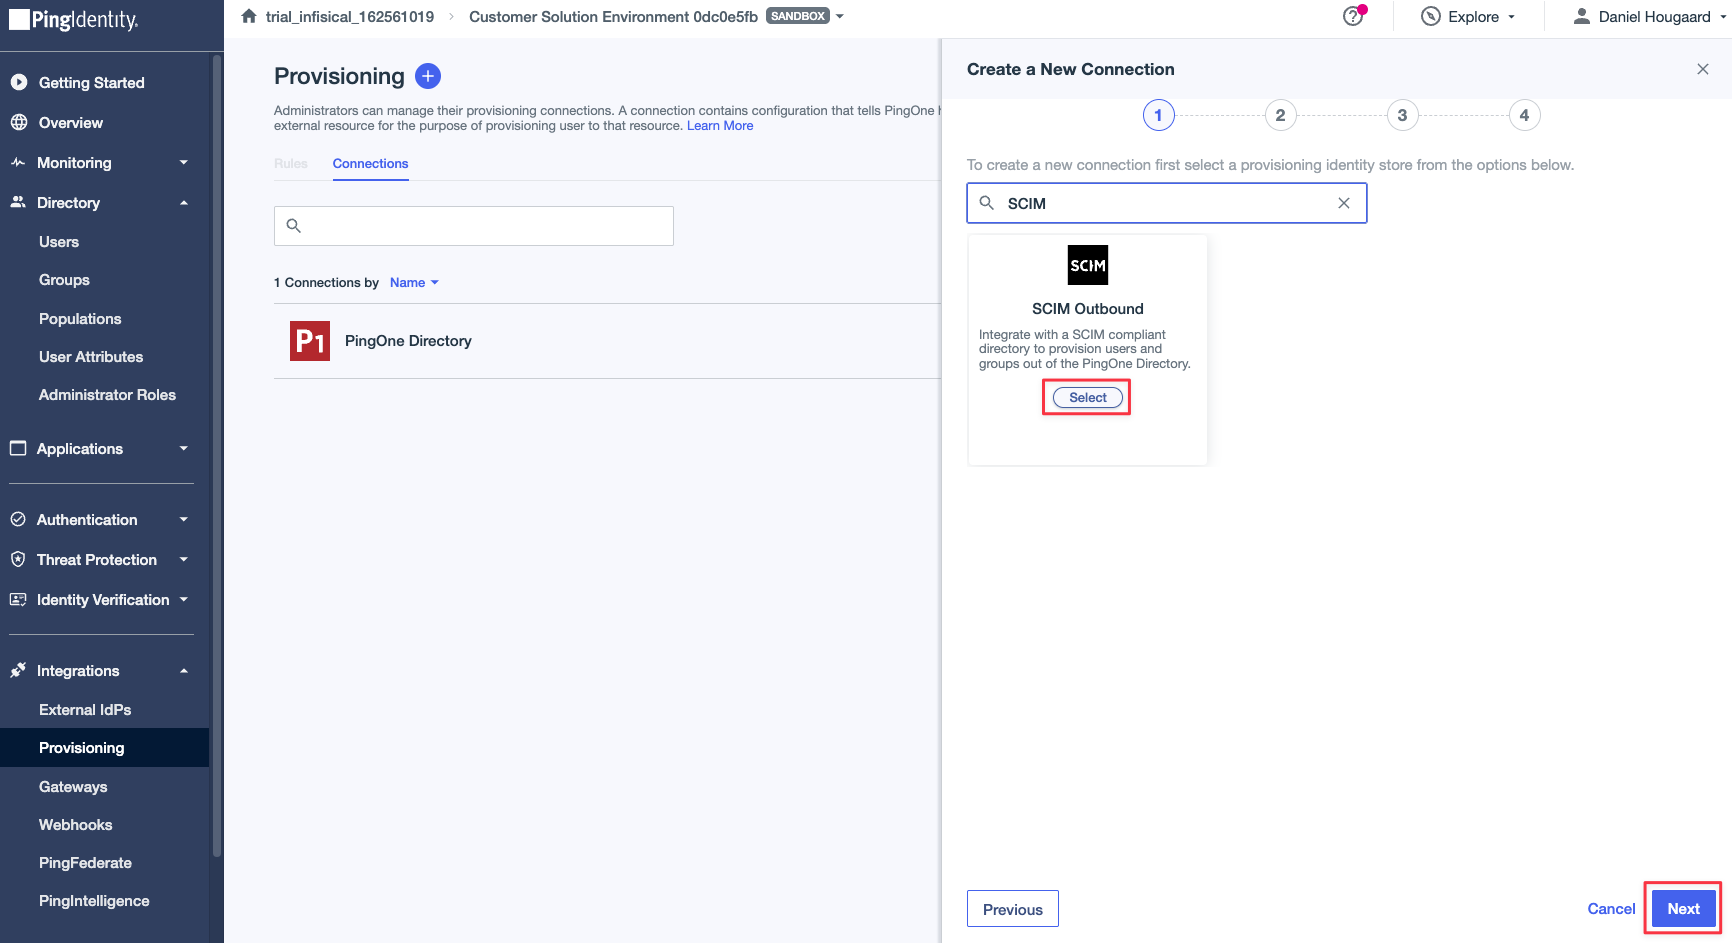 PingIdentity.
trial_infisical_162561019
Customer Solution Environment 0dc0e5fb
SANDBOX
Explore
Daniel Hougaard
Getting Started
Overview
Monitoring
Directory
Users
Groups
Populations
User Attributes
Administrator Roles
Applications
Authentication
Threat Protection
Identity Verification
Integrations
External IdPs
Provisioning
Gateways
Webhooks
PingFederate
PingIntelligence
Provisioning
Administrators can manage their provisioning connections. A connection contains configuration that tells PingOne
external resource for the purpose of provisioning user to that resource. Learn More
Rules
Connections
1 Connections by Name
P1
PingOne Directory
Create a New Connection
1
2
3
4
To create a new connection first select a provisioning identity store from the options below.
SCIM
SCIM
SCIM Outbound
Integrate with a SCIM compliant
directory to provision users and
groups out of the PingOne Directory.
Select
Previous
Cancel
Next